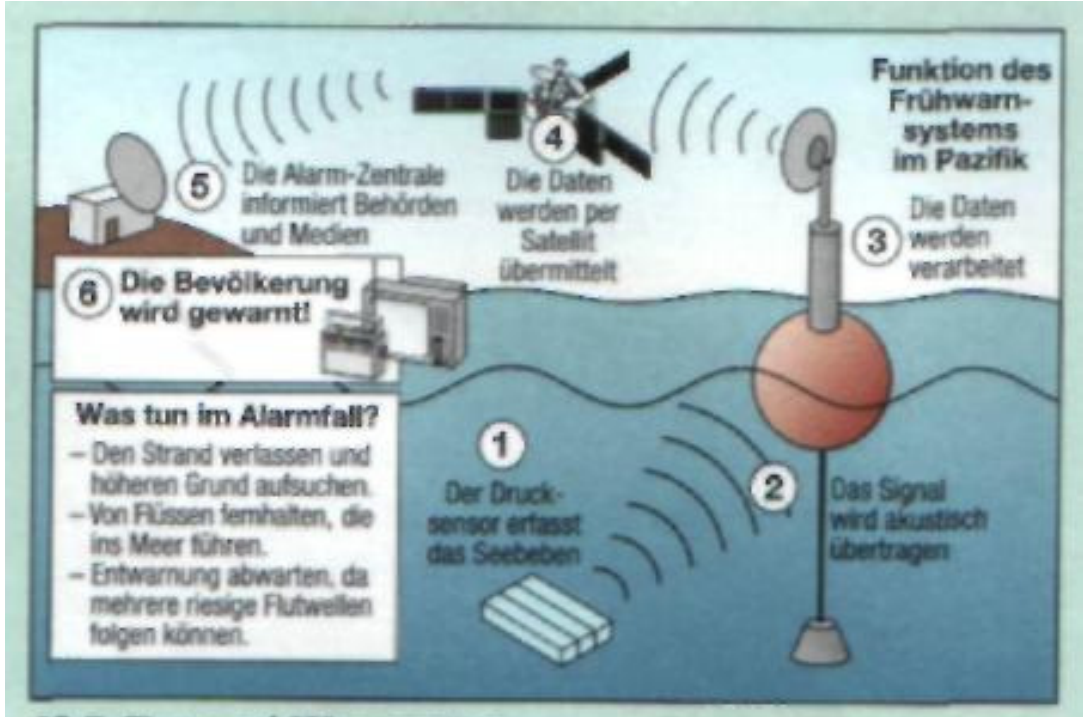 Funktion des
Frühwarn-
systems
im Pazifik
1
Der Druck-
sensor erfasst
das Seebeben
2
Das Signal
wird akustisch
übertragen
3
Die Daten
werden
verarbeitet
4
Die Daten
werden per
Satellit
übermittelt
5
Die Alarm-Zentrale
informiert Behörden
und Medien
6
Die Bevölkerung
wird gewarnt!
Was tun im Alarmfall?
– Den Strand verlassen und
höheren Grund aufsuchen.
– Von Flüssen fernhalten, die
ins Meer führen.
– Entwarnung abwarten, da
mehrere riesige Flutwellen
folgen können.